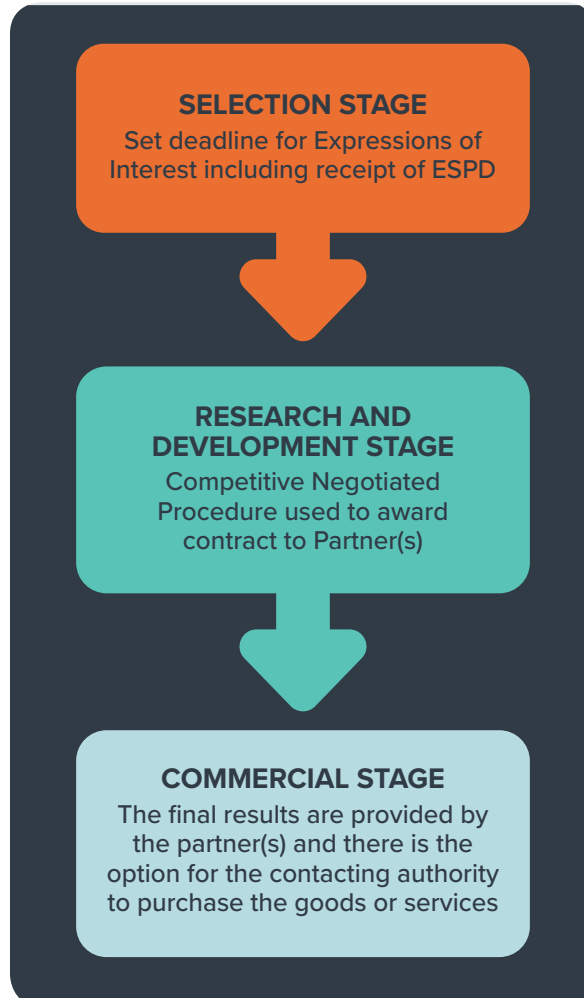 SELECTION STAGE
Set deadline for Expressions of
Interest including receipt of ESPD
RESEARCH AND
DEVELOPMENT STAGE
Competitive Negotiated
Procedure used to award
contract to Partner(s)
COMMERCIAL STAGE
The final results are provided by
the partner(s) and there is the
option for the contacting authority
to purchase the goods or services